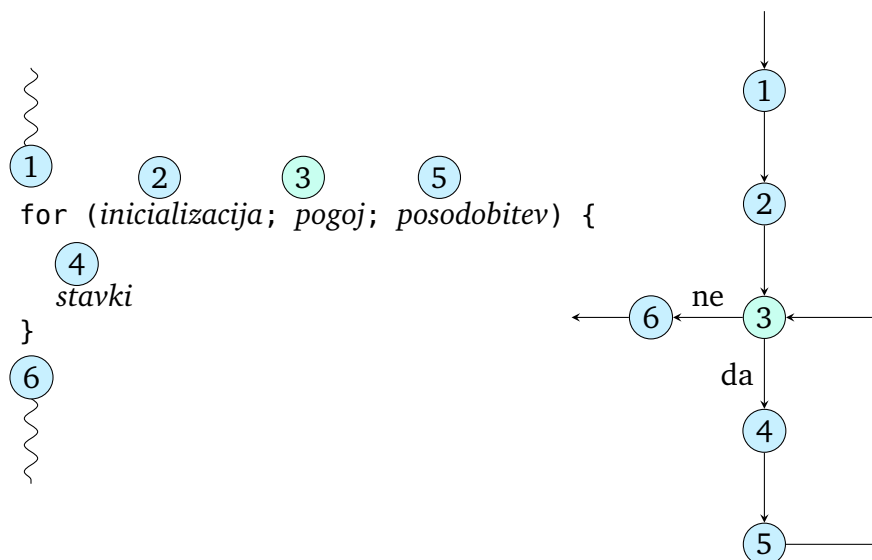 1
2 3 5
for (inicializacija; pogoj; posodobitev) {
4
stavki
}
6
1
2
ne
6 3
da
4
5